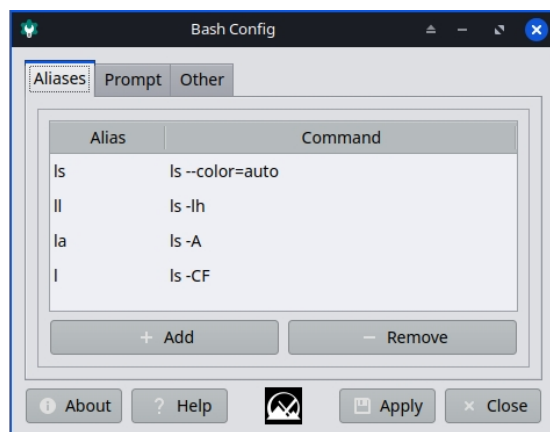 Bash Config
Aliases Prompt Other
Alias Command
ls ls --color=auto
ll ls -lh
la ls -A
l ls -CF
+ Add − Remove
About ? Help Apply × Close